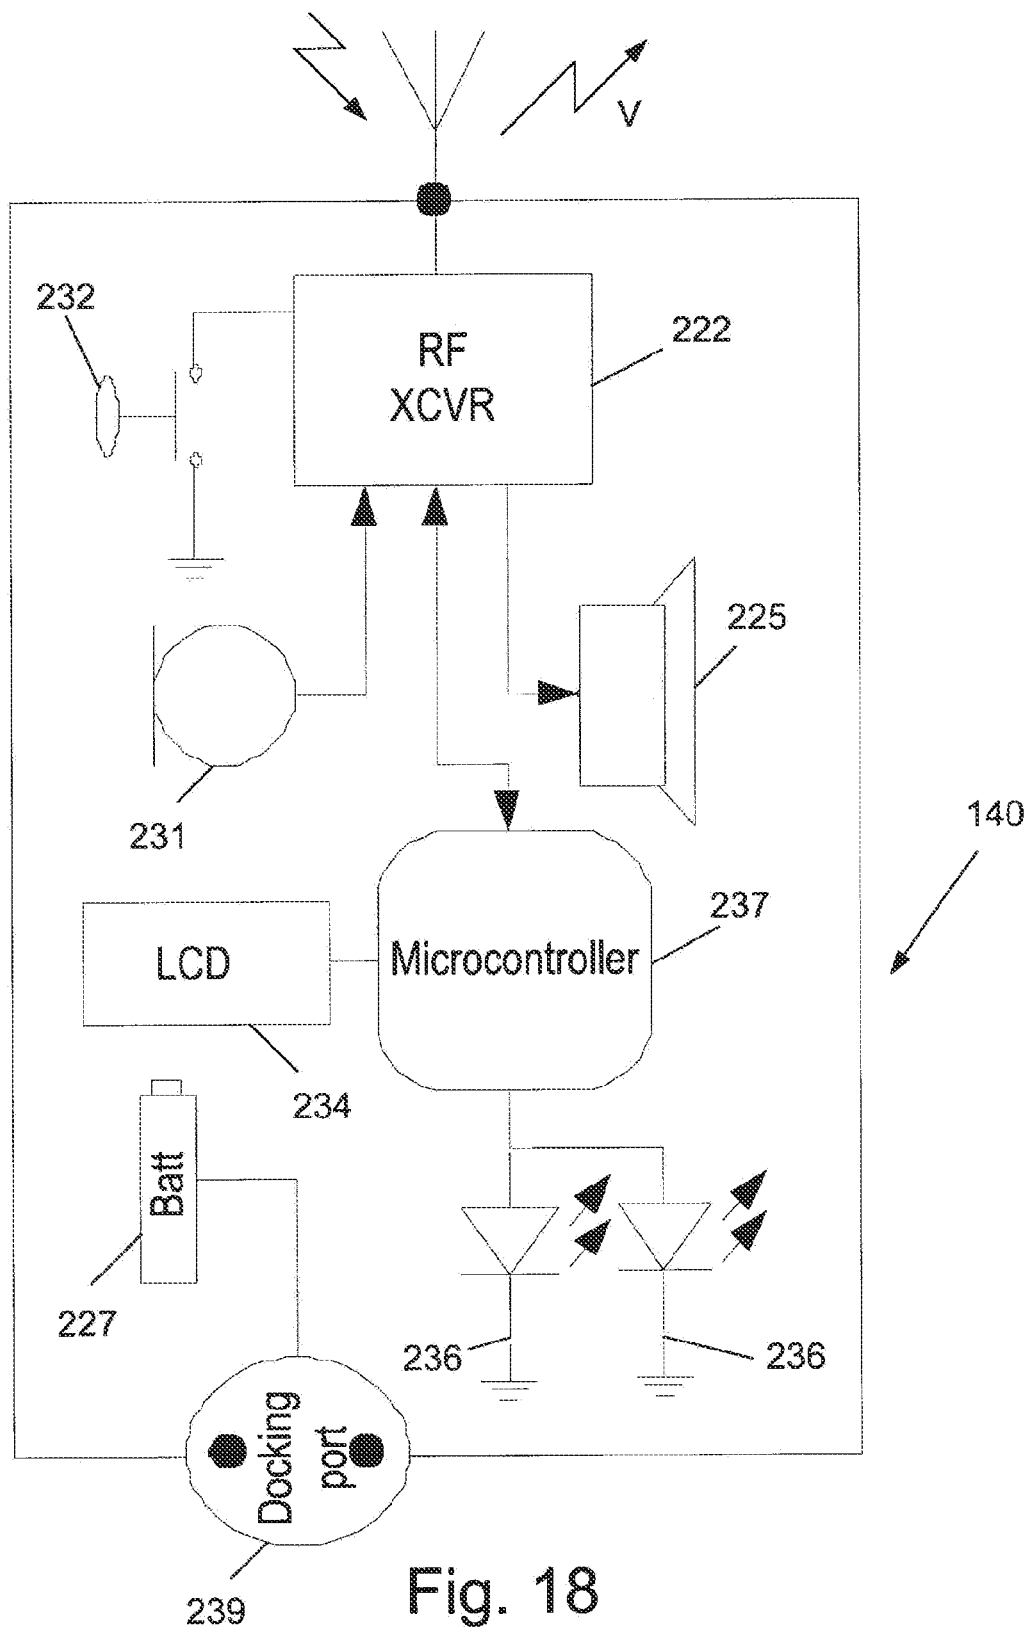 V
232
RF
XCVR
222
225
231
140
237
LCD
Microcontroller
234
Batt
227
236
236
Docking
port
239
Fig. 18